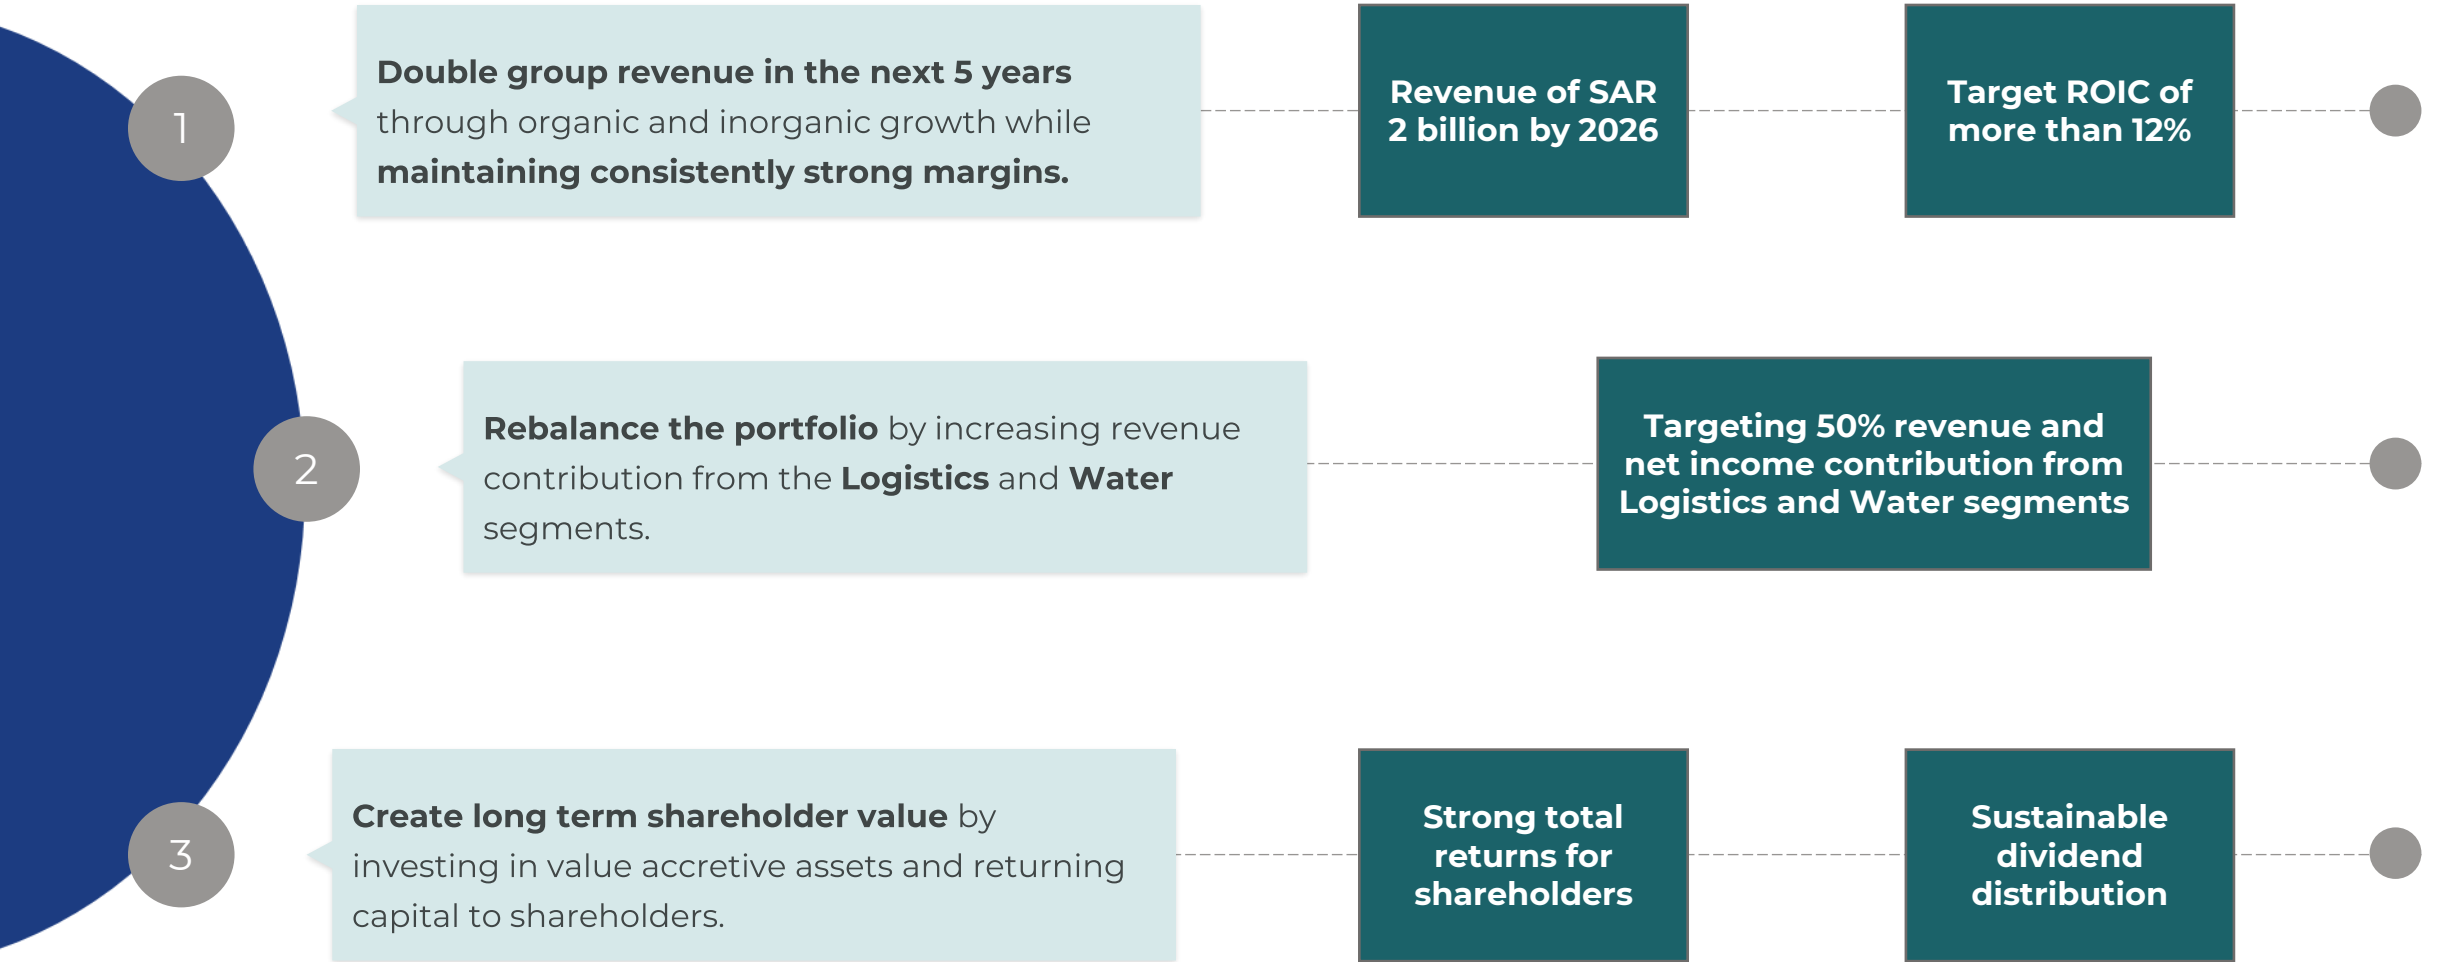 1
Double group revenue in the next 5 years
through organic and inorganic growth while
maintaining consistently strong margins.
Revenue of SAR
2 billion by 2026
Target ROIC of
more than 12%
2
Rebalance the portfolio by increasing revenue
contribution from the Logistics and Water
segments.
Targeting 50% revenue and
net income contribution from
Logistics and Water segments
3
Create long term shareholder value by
investing in value accretive assets and returning
capital to shareholders.
Strong total
returns for
shareholders
Sustainable
dividend
distribution